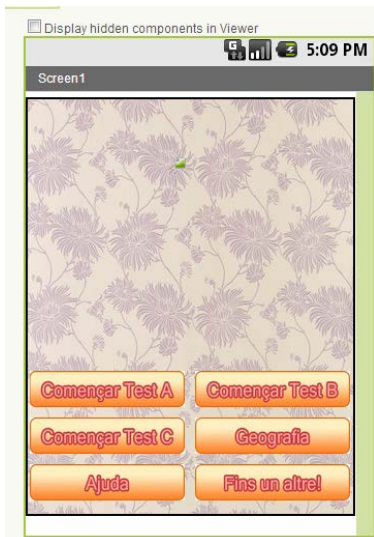 Display hidden components in Viewer
5:09 PM
Screen1
Començar Test A
Començar Test B
Començar Test C
Geografia
Ajuda
Fins un altre!